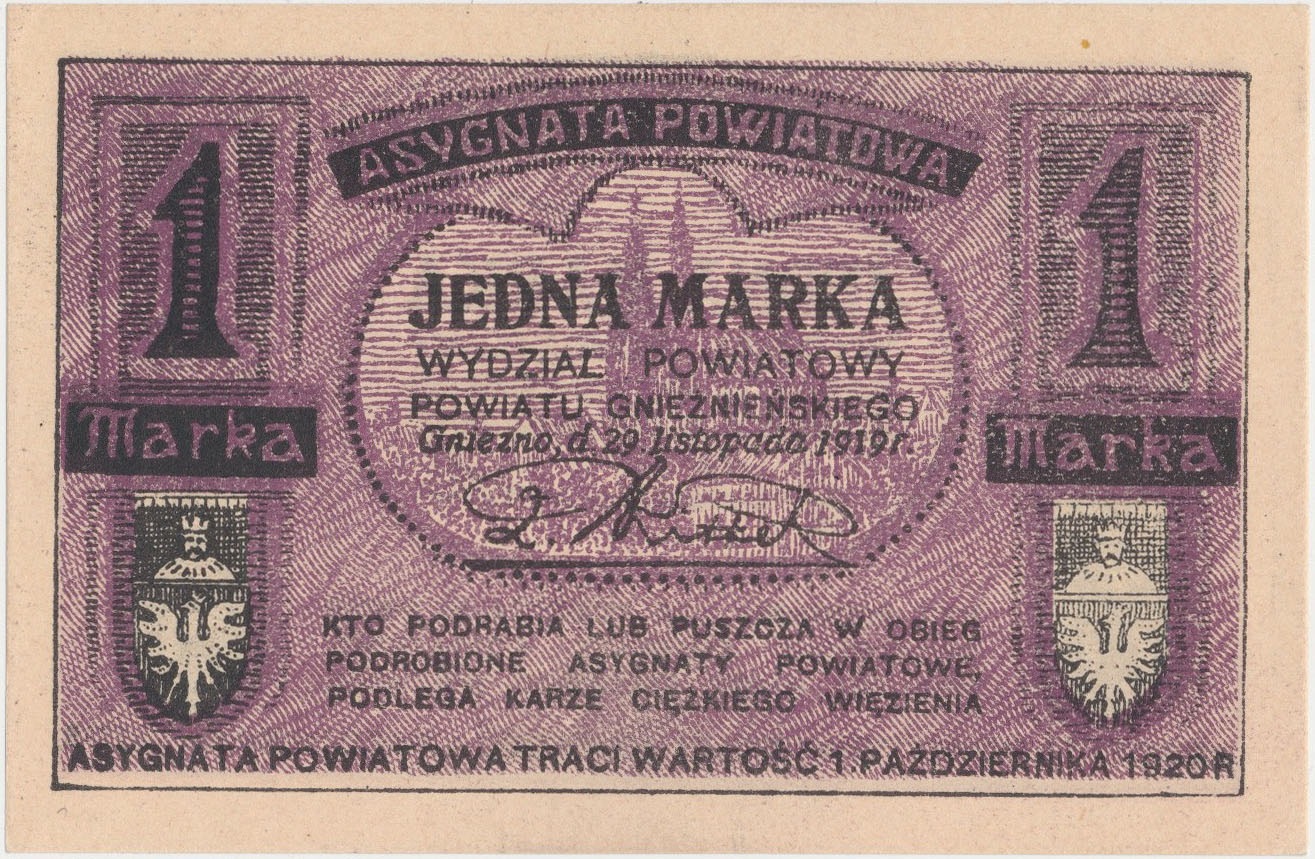 ASYGNATA POWIATOWA
1
1
JEDNA MARKA
WYDZIAŁ POWIATOWY
POWIATU GNIEŹNIEŃSKIEGO
Gniezno, d. 29 listopada 1919 r.
Marka
Marka
KTO PODRABIA LUB PUSZCZA W OBIEG
PODROBIONE ASYGNATY POWIATOWE,
PODLEGA KARZE CIĘŻKIEGO WIĘZIENIA
ASYGNATA POWIATOWA TRACI WARTOŚĆ 1. PAŹDZIERNIKA 1920 R